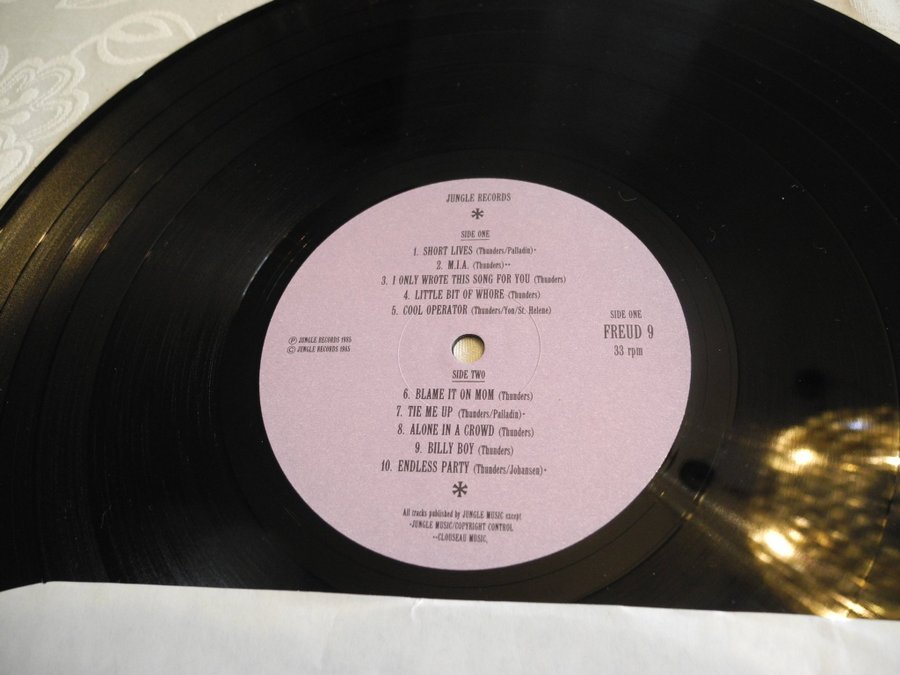 JUNGLE RECORDS
*
SIDE ONE
1. SHORT LIVES (Thunders/Palladin)*
2. M.I.A. (Thunders)**
3. I ONLY WROTE THIS SONG FOR YOU (Thunders)
4. LITTLE BIT OF WHORE (Thunders)
5. COOL OPERATOR (Thunders/Yon/St. Helene)
℗ JUNGLE RECORDS 1985
© JUNGLE RECORDS 1985
SIDE ONE
FREUD 9
33 rpm
SIDE TWO
6. BLAME IT ON MOM (Thunders)
7. TIE ME UP (Thunders/Palladin)*
8. ALONE IN A CROWD (Thunders)
9. BILLY BOY (Thunders)
10. ENDLESS PARTY (Thunders/Johansen)*
*
All tracks published by JUNGLE MUSIC except
*JUNGLE MUSIC/COPYRIGHT CONTROL
**CLOUSEAU MUSIC.